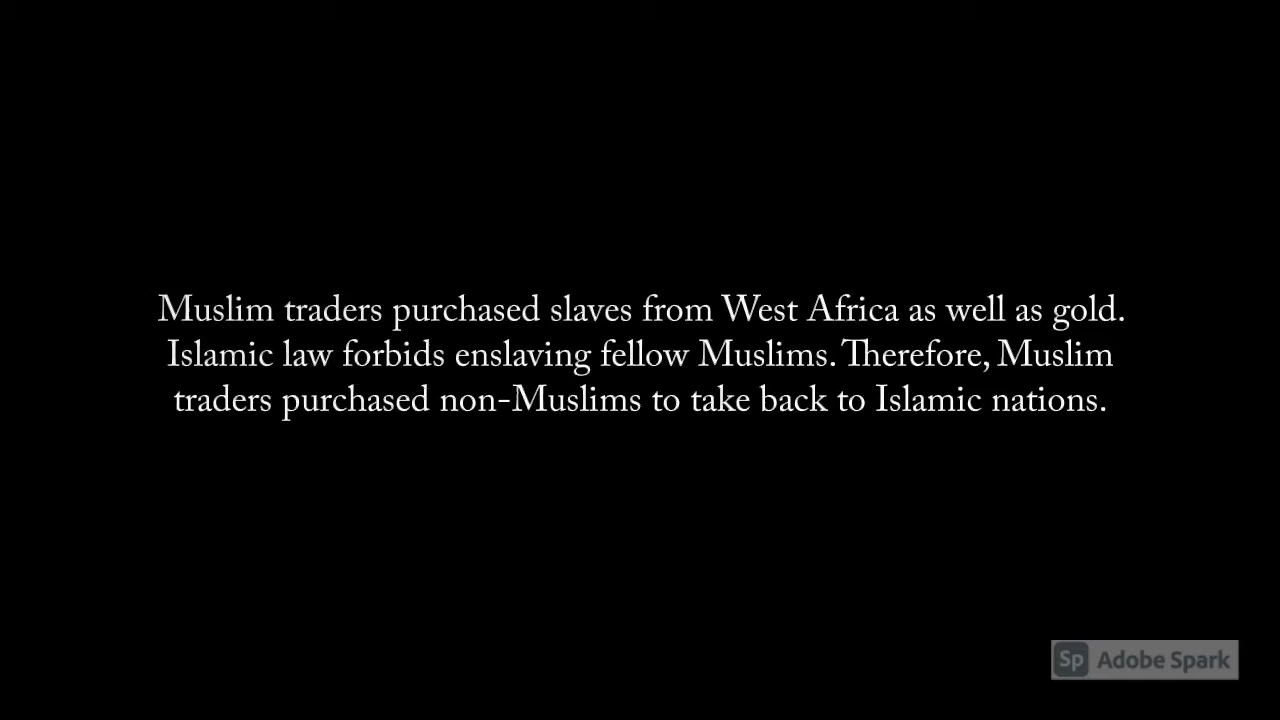 Muslim traders purchased slaves from West Africa as well as gold.
Islamic law forbids enslaving fellow Muslims. Therefore, Muslim
traders purchased non-Muslims to take back to Islamic nations.
Sp Adobe Spark